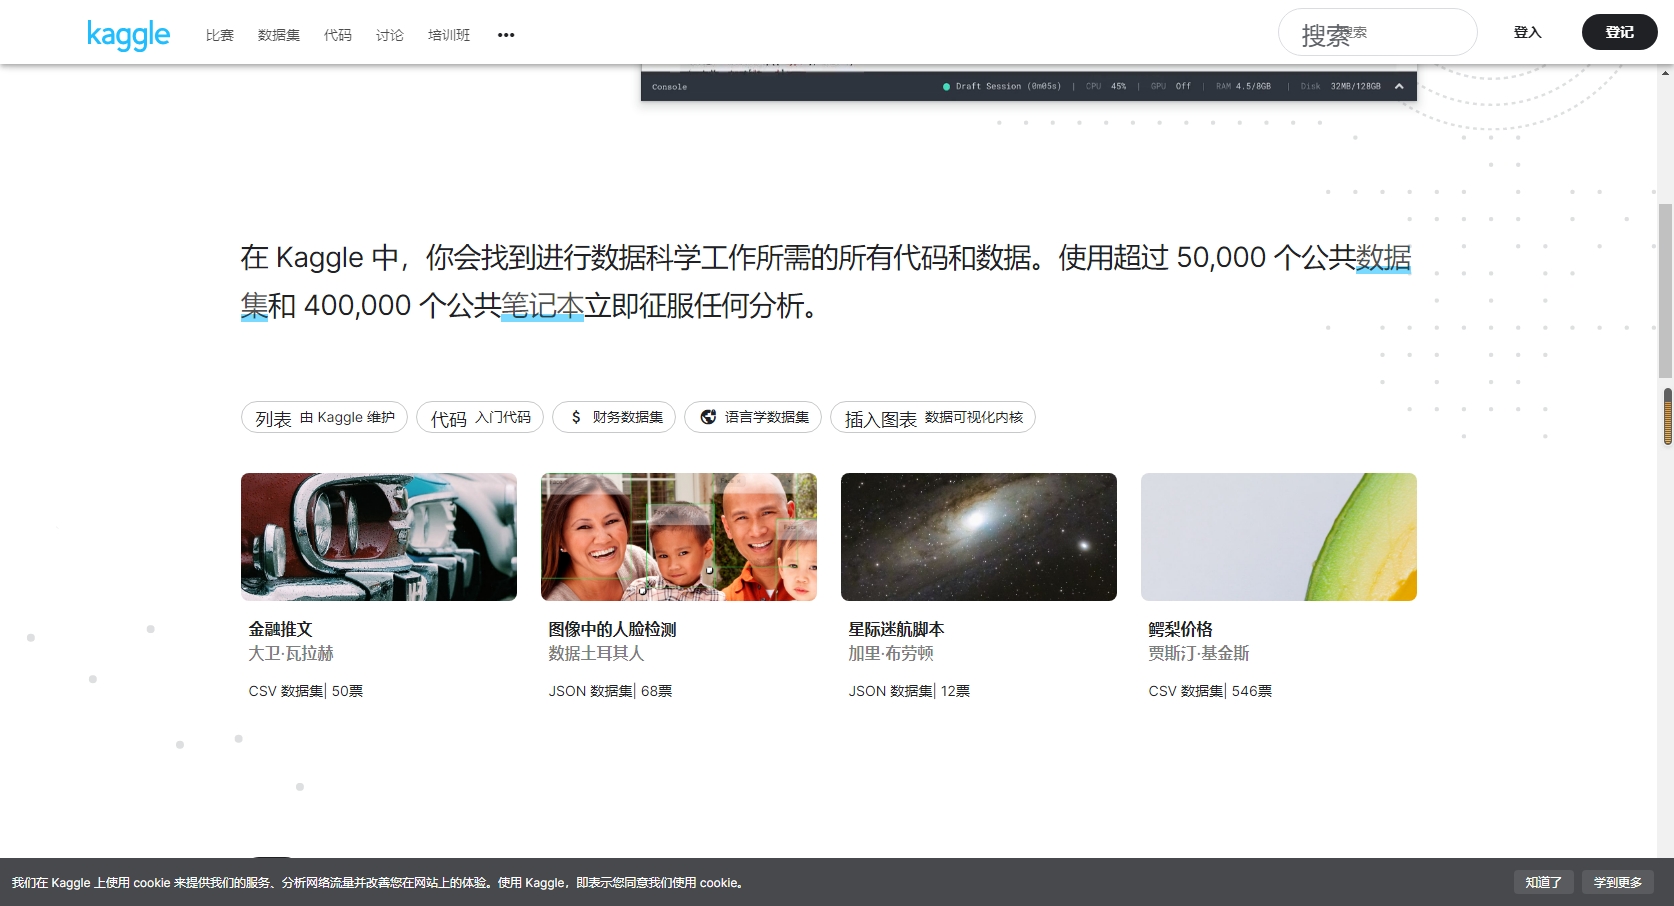 kaggle 比赛 数据集 代码 讨论 培训班 ••• 搜索 搜索 登入 登记
Console Draft Session (0m05s) | CPU 45% | GPU Off | RAM 4.5/8GB | Disk 32MB/128GB
在 Kaggle 中，你会找到进行数据科学工作所需的所有代码和数据。使用超过 50,000 个公共数据
集和 400,000 个公共笔记本立即征服任何分析。
列表 由 Kaggle 维护 代码 入门代码 $ 财务数据集 语言学数据集 插入图表 数据可视化内核
金融推文 图像中的人脸检测 星际迷航脚本 鳄梨价格
大卫·瓦拉赫 数据土耳其人 加里·布劳顿 贾斯汀·基金斯
CSV 数据集| 50票 JSON 数据集| 68票 JSON 数据集| 12票 CSV 数据集| 546票
我们在 Kaggle 上使用 cookie 来提供我们的服务、分析网络流量并改善您在网站上的体验。使用 Kaggle，即表示您同意我们使用 cookie。 知道了 学到更多